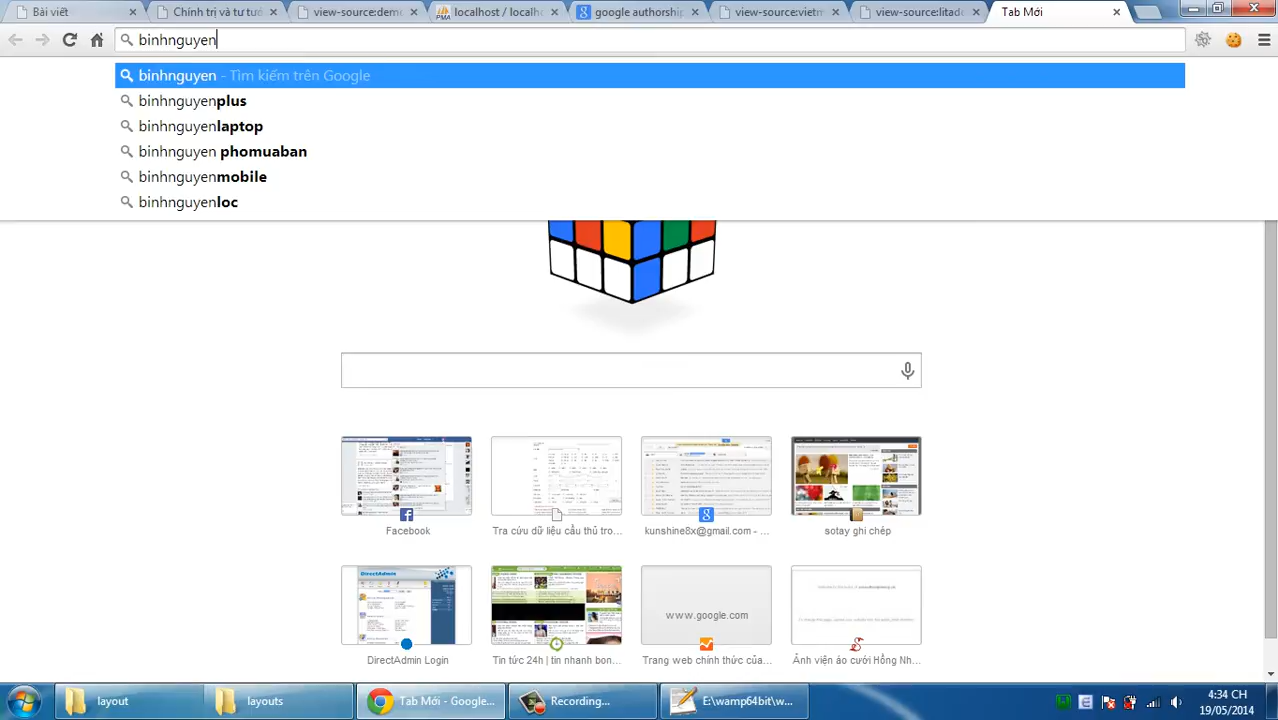 Bài viết
Chính trị và tư tưở
view-source:demo
localhost / localho
google authorship
view-source:vietm
view-source:litado
Tab Mới
binhnguyen
binhnguyen - Tìm kiếm trên Google
binhnguyenplus
binhnguyenlaptop
binhnguyen phomuaban
binhnguyenmobile
binhnguyenloc
Facebook
Tra cứu dữ liệu cầu thủ tro...
kunshine8x@gmail.com - ...
sotay ghi chép
DirectAdmin
www.google.com
DirectAdmin Login
Tin tức 24h | tin nhanh bon...
Trang web chính thức của...
Ảnh viện áo cưới Hồng Nh...
layout
layouts
Tab Mới - Google...
Recording...
E:\wamp64bit\w...
4:34 CH
19/05/2014